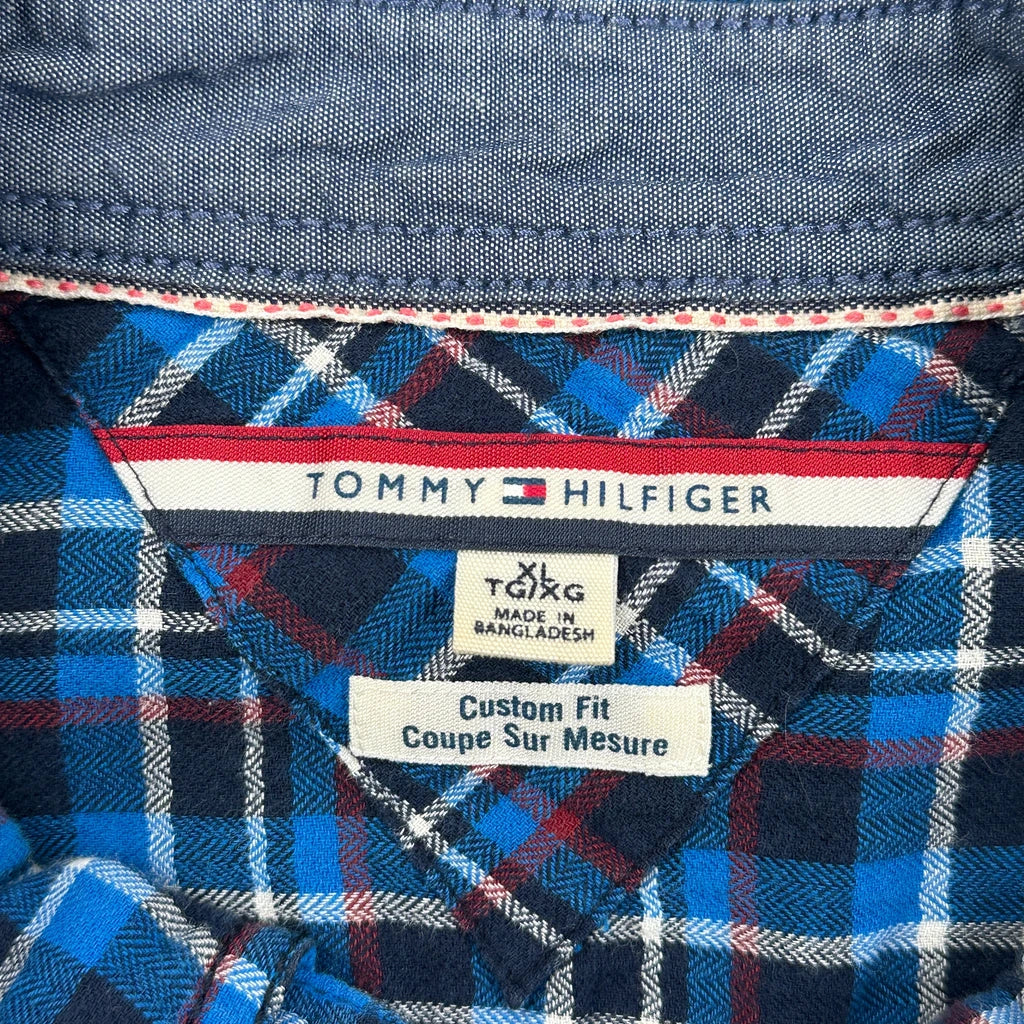 TOMMY HILFIGER
XL
TG/XG
MADE IN
BANGLADESH
Custom Fit
Coupe Sur Mesure